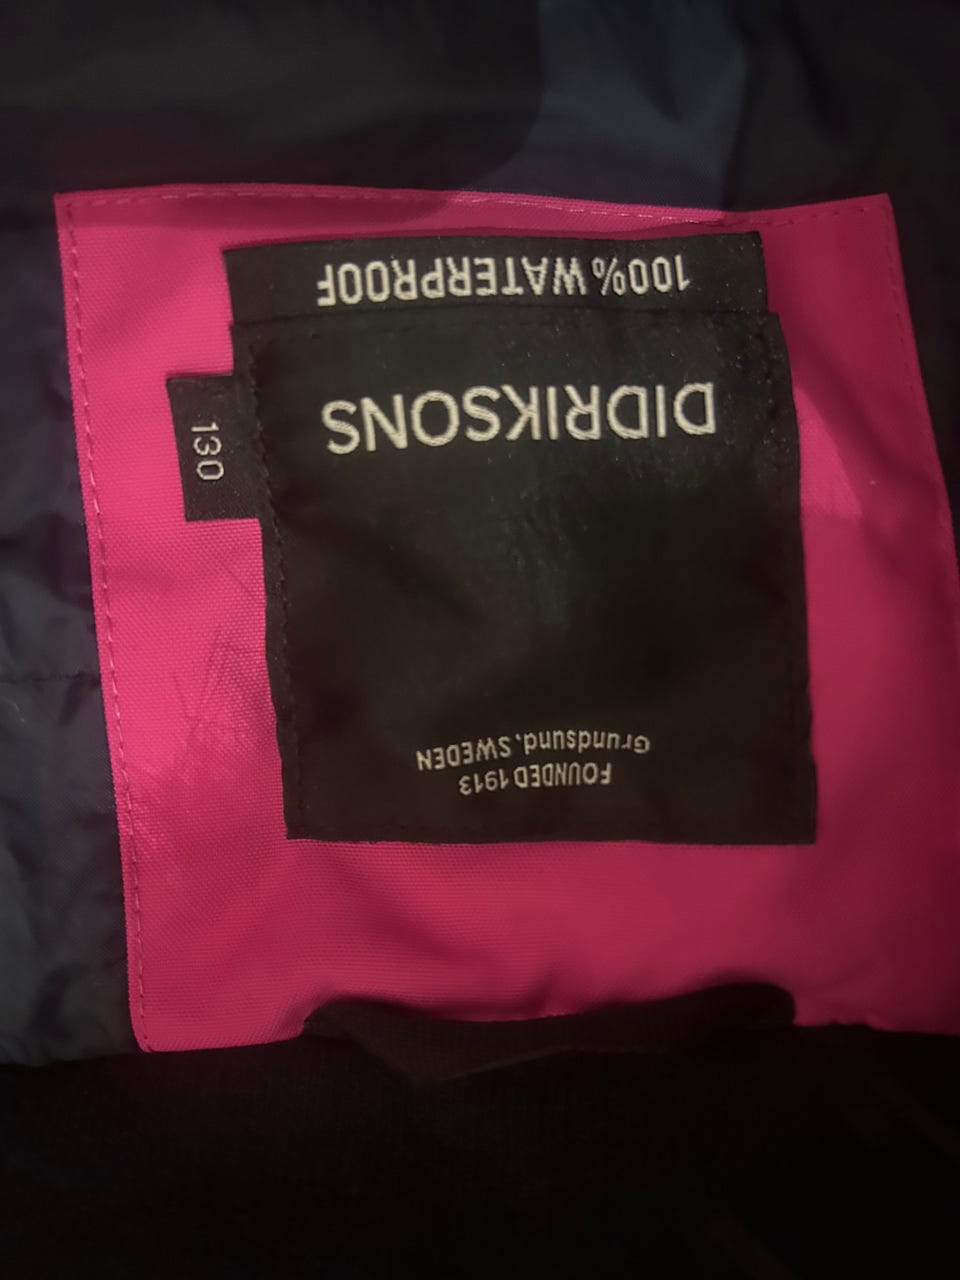 FOUNDED 1913
Grundsund, SWEDEN
DIDRIKSONS
100% WATERPROOF
130